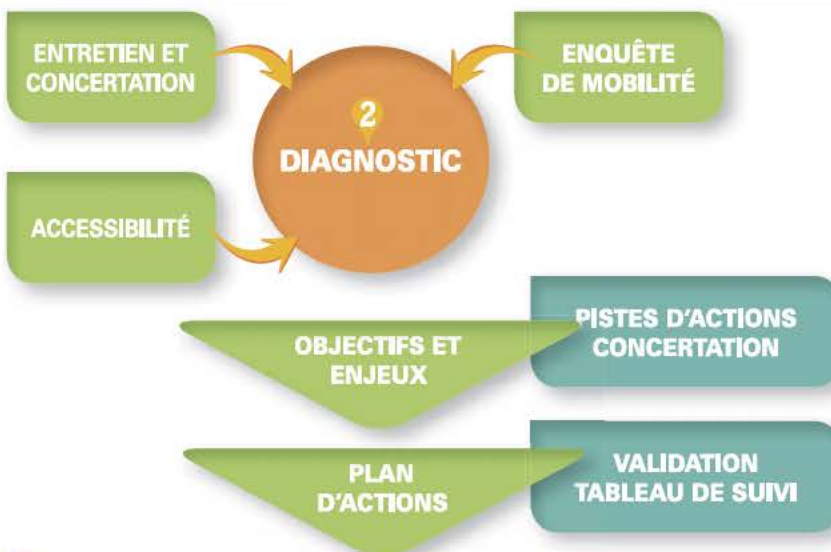 ENTRETIEN ET
CONCERTATION
ENQUÊTE
DE MOBILITÉ
2
DIAGNOSTIC
ACCESSIBILITÉ
OBJECTIFS ET
ENJEUX
PISTES D'ACTIONS
CONCERTATION
PLAN
D'ACTIONS
VALIDATION
TABLEAU DE SUIVI